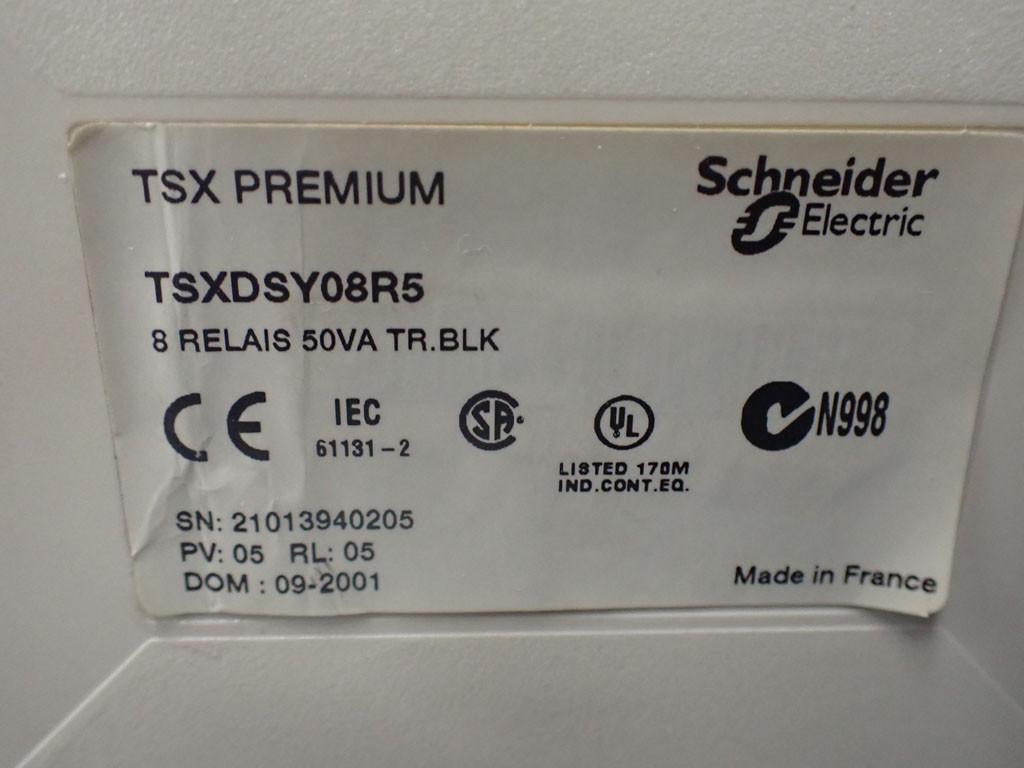 TSX PREMIUM
Schneider
Electric
TSXDSY08R5
8 RELAIS 50VA TR.BLK
CE
IEC
61131-2
SA
UL
LISTED 170M
IND.CONT.EQ.
N998
SN: 21013940205
PV: 05 RL: 05
DOM : 09-2001
Made in France